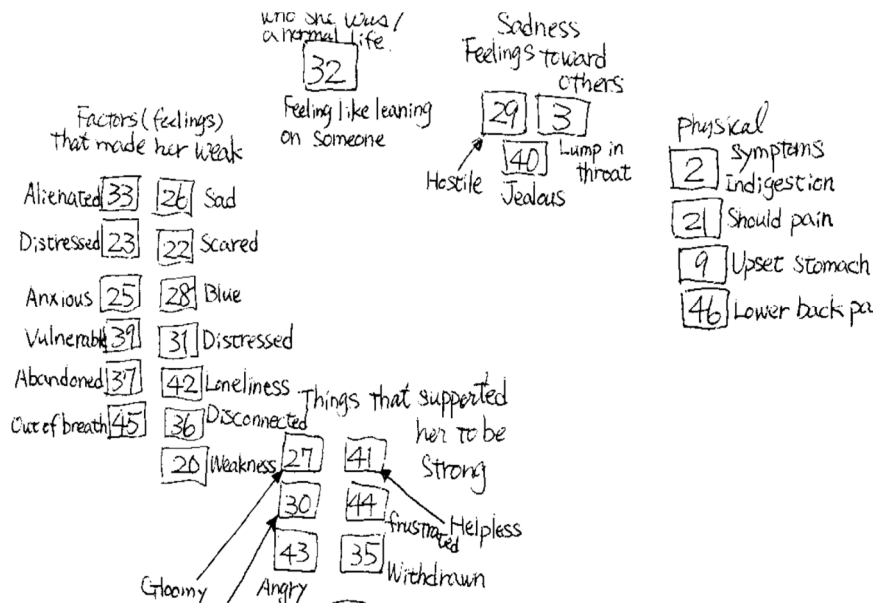 who she was/
a normal life.
32
Feeling like leaning
on someone
Sadness
Feelings toward
others
29 3
40 Lump in
throat
Hostile Jealous
Physical
Symptoms
2 Indigestion
21 Should pain
9 Upset stomach
46 Lower back pa
Factors (feelings)
that made her weak
Alienated 33 26 Sad
Distressed 23 22 Scared
Anxious 25 28 Blue
Vulnerable 39 31 Distressed
Abandoned 37 42 Loneliness
Out of breath 45 36 Disconnected
20 Weakness
Things that supported
her to be
Strong
27 41
30 44 frustrated Helpless
43 35 Withdrawn
Gloomy Angry